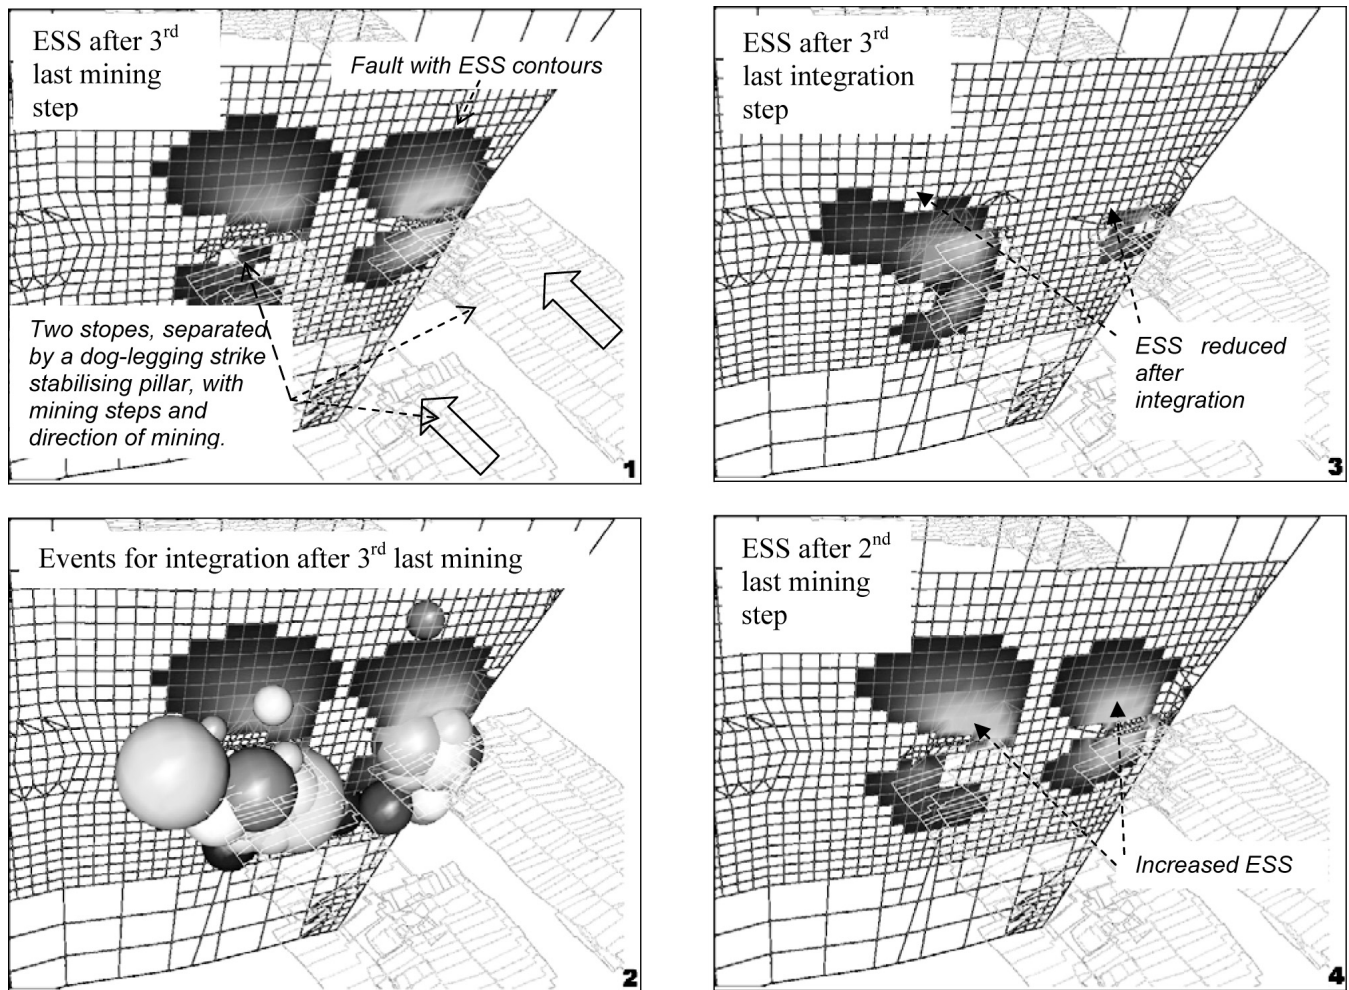 ESS after 3rd
last mining
step
Fault with ESS contours
Two stopes, separated
by a dog-legging strike
stabilising pillar, with
mining steps and
direction of mining.
1
Events for integration after 3rd last mining
2
ESS after 3rd
last integration
step
ESS reduced
after
integration
3
ESS after 2nd
last mining
step
Increased ESS
4